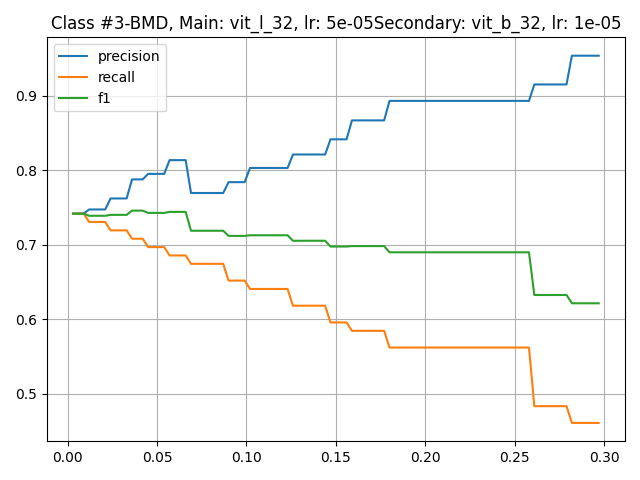 Class #3-BMD, Main: vit_l_32, lr: 5e-05Secondary: vit_b_32, lr: 1e-05
precision
recall
f1
0.9
0.8
0.7
0.6
0.5
0.00 0.05 0.10 0.15 0.20 0.25 0.30